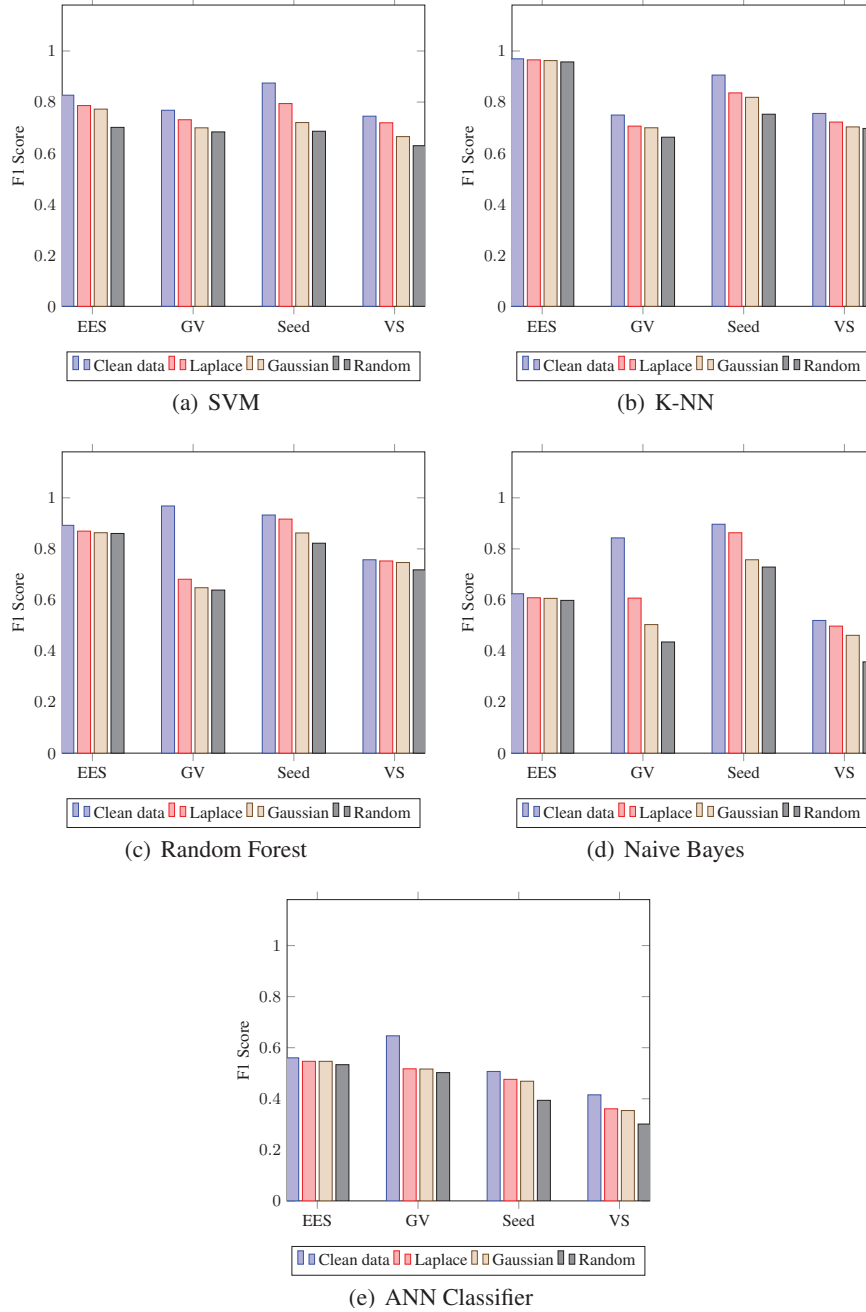 1
0.8
0.6
0.4
0.2
0
F1 Score
EES GV Seed VS
Clean data Laplace Gaussian Random
(a) SVM
1
0.8
0.6
0.4
0.2
0
F1 Score
EES GV Seed VS
Clean data Laplace Gaussian Random
(b) K-NN
1
0.8
0.6
0.4
0.2
0
F1 Score
EES GV Seed VS
Clean data Laplace Gaussian Random
(c) Random Forest
1
0.8
0.6
0.4
0.2
0
F1 Score
EES GV Seed VS
Clean data Laplace Gaussian Random
(d) Naive Bayes
1
0.8
0.6
0.4
0.2
0
F1 Score
EES GV Seed VS
Clean data Laplace Gaussian Random
(e) ANN Classifier